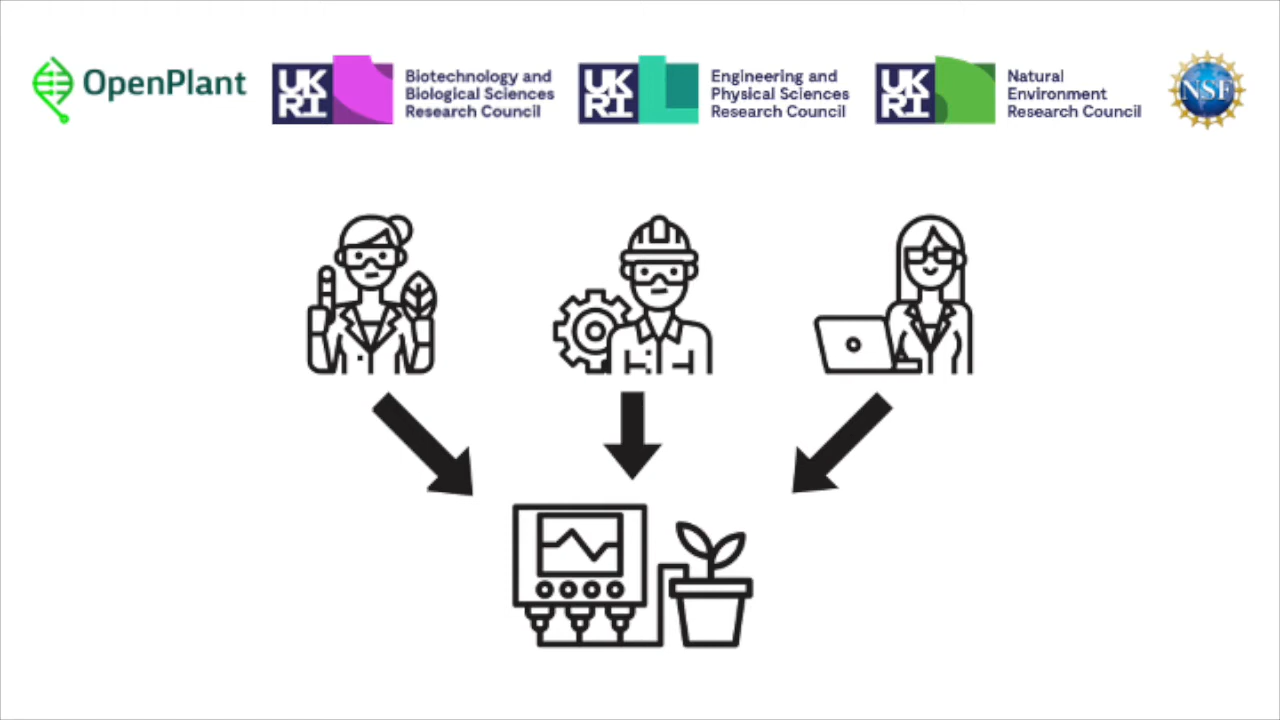 OpenPlant
UK
RI
Biotechnology and
Biological Sciences
Research Council
UK
RI
Engineering and
Physical Sciences
Research Council
UK
RI
Natural
Environment
Research Council
NSF